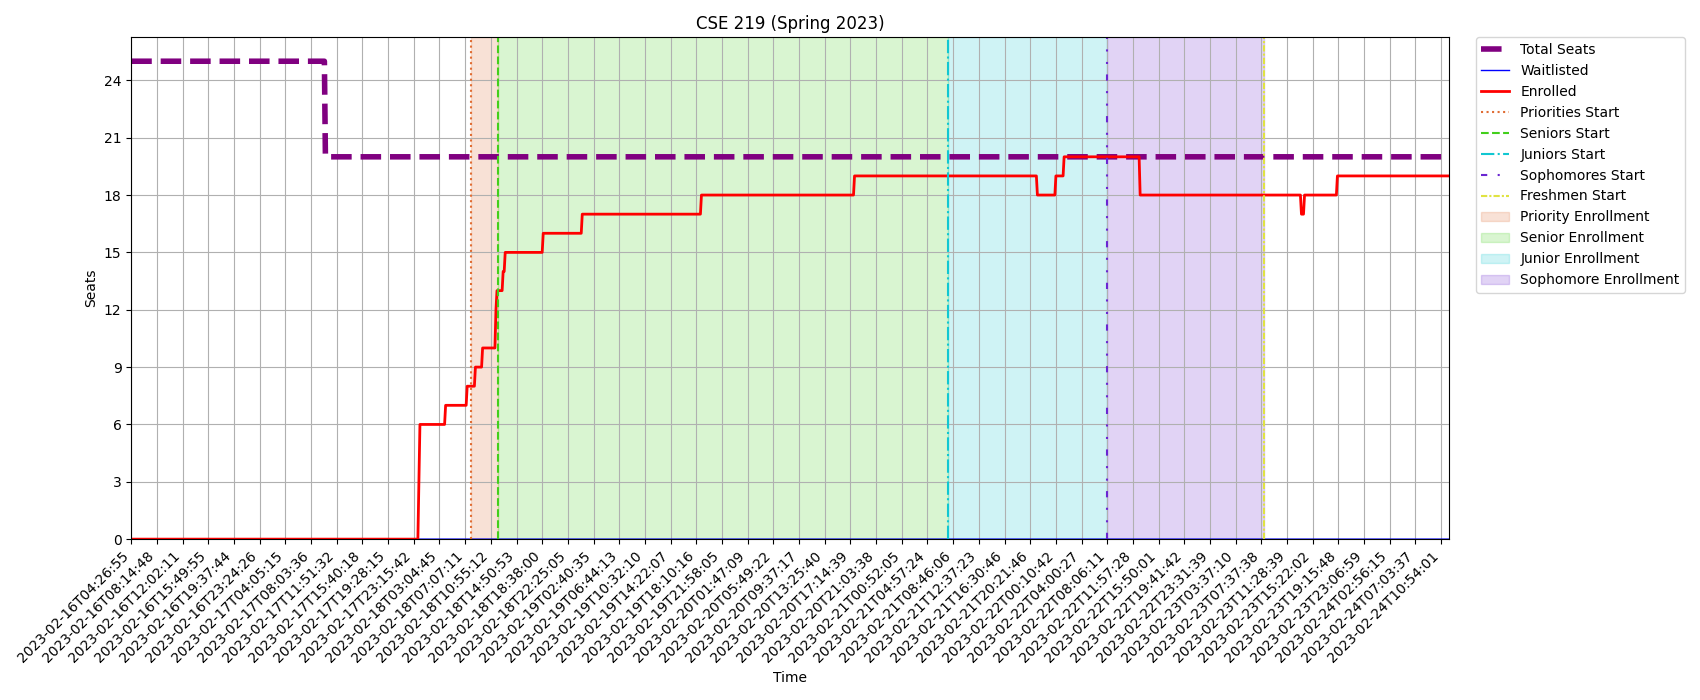 CSE 219 (Spring 2023)
Seats
24
21
18
15
12
9
6
3
0
2023-02-16T04:26:55
2023-02-16T08:14:48
2023-02-16T12:02:11
2023-02-16T15:49:55
2023-02-16T19:37:44
2023-02-16T23:24:26
2023-02-17T04:05:15
2023-02-17T08:03:36
2023-02-17T11:51:32
2023-02-17T15:40:18
2023-02-17T19:28:15
2023-02-17T23:15:42
2023-02-18T03:04:45
2023-02-18T07:07:11
2023-02-18T10:55:12
2023-02-18T14:50:53
2023-02-18T18:38:00
2023-02-18T22:25:05
2023-02-19T02:40:35
2023-02-19T06:44:13
2023-02-19T10:32:10
2023-02-19T14:22:07
2023-02-19T18:10:16
2023-02-19T21:58:05
2023-02-20T01:47:09
2023-02-20T05:49:22
2023-02-20T09:37:17
2023-02-20T13:25:40
2023-02-20T17:14:39
2023-02-20T21:03:38
2023-02-21T00:52:05
2023-02-21T04:57:24
2023-02-21T08:46:06
2023-02-21T12:37:23
2023-02-21T16:30:46
2023-02-21T20:21:46
2023-02-22T00:10:42
2023-02-22T04:00:27
2023-02-22T08:06:11
2023-02-22T11:57:28
2023-02-22T15:50:01
2023-02-22T19:41:42
2023-02-22T23:31:39
2023-02-23T03:37:10
2023-02-23T07:37:38
2023-02-23T11:28:39
2023-02-23T15:22:02
2023-02-23T19:15:48
2023-02-23T23:06:59
2023-02-24T02:56:15
2023-02-24T07:03:37
2023-02-24T10:54:01
Time
Total Seats
Waitlisted
Enrolled
Priorities Start
Seniors Start
Juniors Start
Sophomores Start
Freshmen Start
Priority Enrollment
Senior Enrollment
Junior Enrollment
Sophomore Enrollment